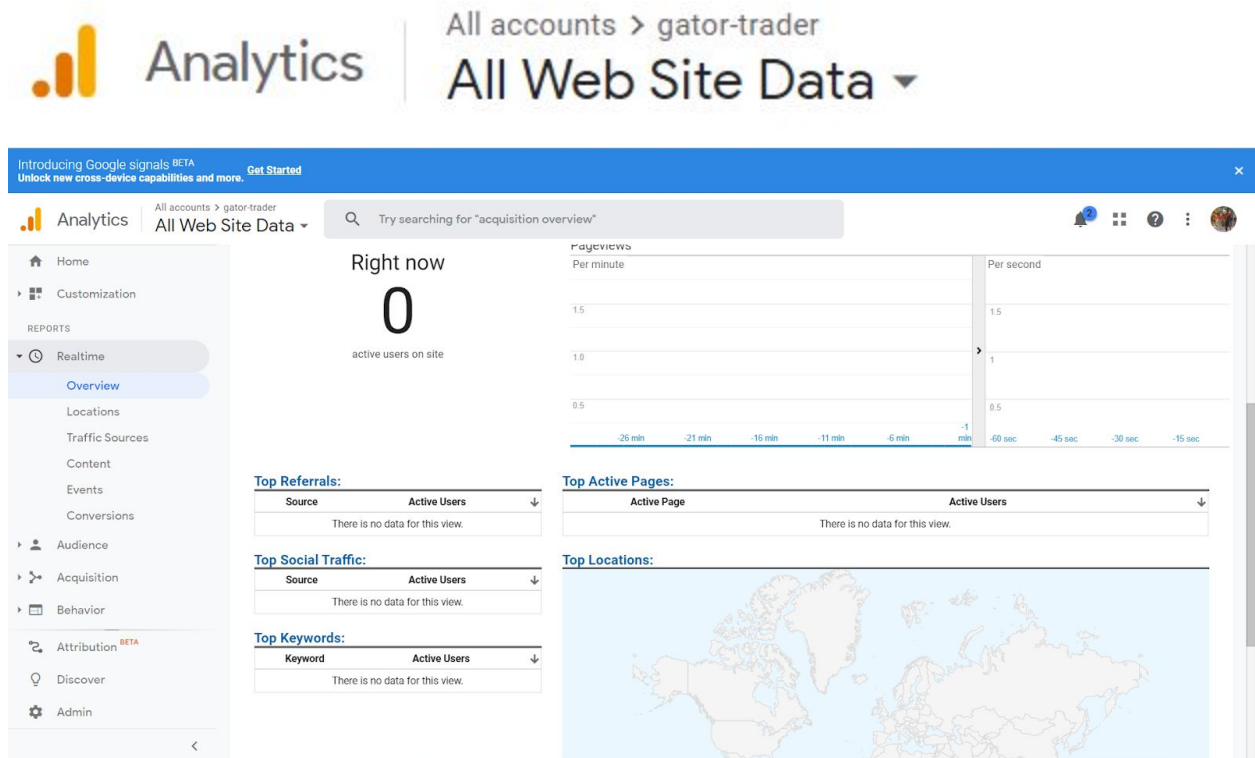 Analytics
All accounts > gator-trader
All Web Site Data
Introducing Google signals BETA
Unlock new cross-device capabilities and more.
Get Started
Analytics
All accounts > gator-trader
All Web Site Data
Try searching for "acquisition overview"
2
Home
Customization
REPORTS
Realtime
Overview
Locations
Traffic Sources
Content
Events
Conversions
Audience
Acquisition
Behavior
Attribution BETA
Discover
Admin
Right now
0
active users on site
Pageviews
Per minute
1.5
1.0
0.5
-26 min -21 min -16 min -11 min -6 min -1 min
Per second
1.5
1
0.5
-60 sec -45 sec -30 sec -15 sec
Top Referrals:
Source Active Users
There is no data for this view.
Top Social Traffic:
Source Active Users
There is no data for this view.
Top Keywords:
Keyword Active Users
There is no data for this view.
Top Active Pages:
Active Page Active Users
There is no data for this view.
Top Locations: